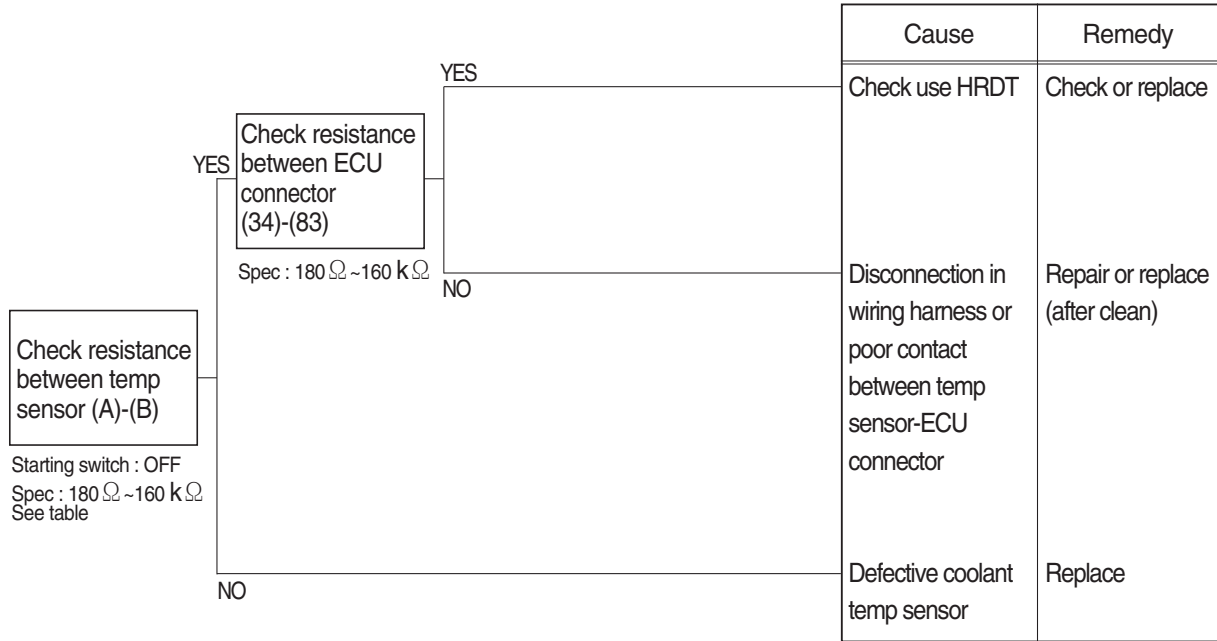 Cause
Remedy
YES
Check use HRDT
Check or replace
Check resistance
YES
between ECU
connector
(34)-(83)
Spec : 180 Ω ~160 kΩ
NO
Disconnection in
wiring harness or
poor contact
between temp
sensor-ECU
connector
Repair or replace
(after clean)
Check resistance
between temp
sensor (A)-(B)
Starting switch : OFF
Spec : 180 Ω ~160 kΩ
See table
NO
Defective coolant
temp sensor
Replace